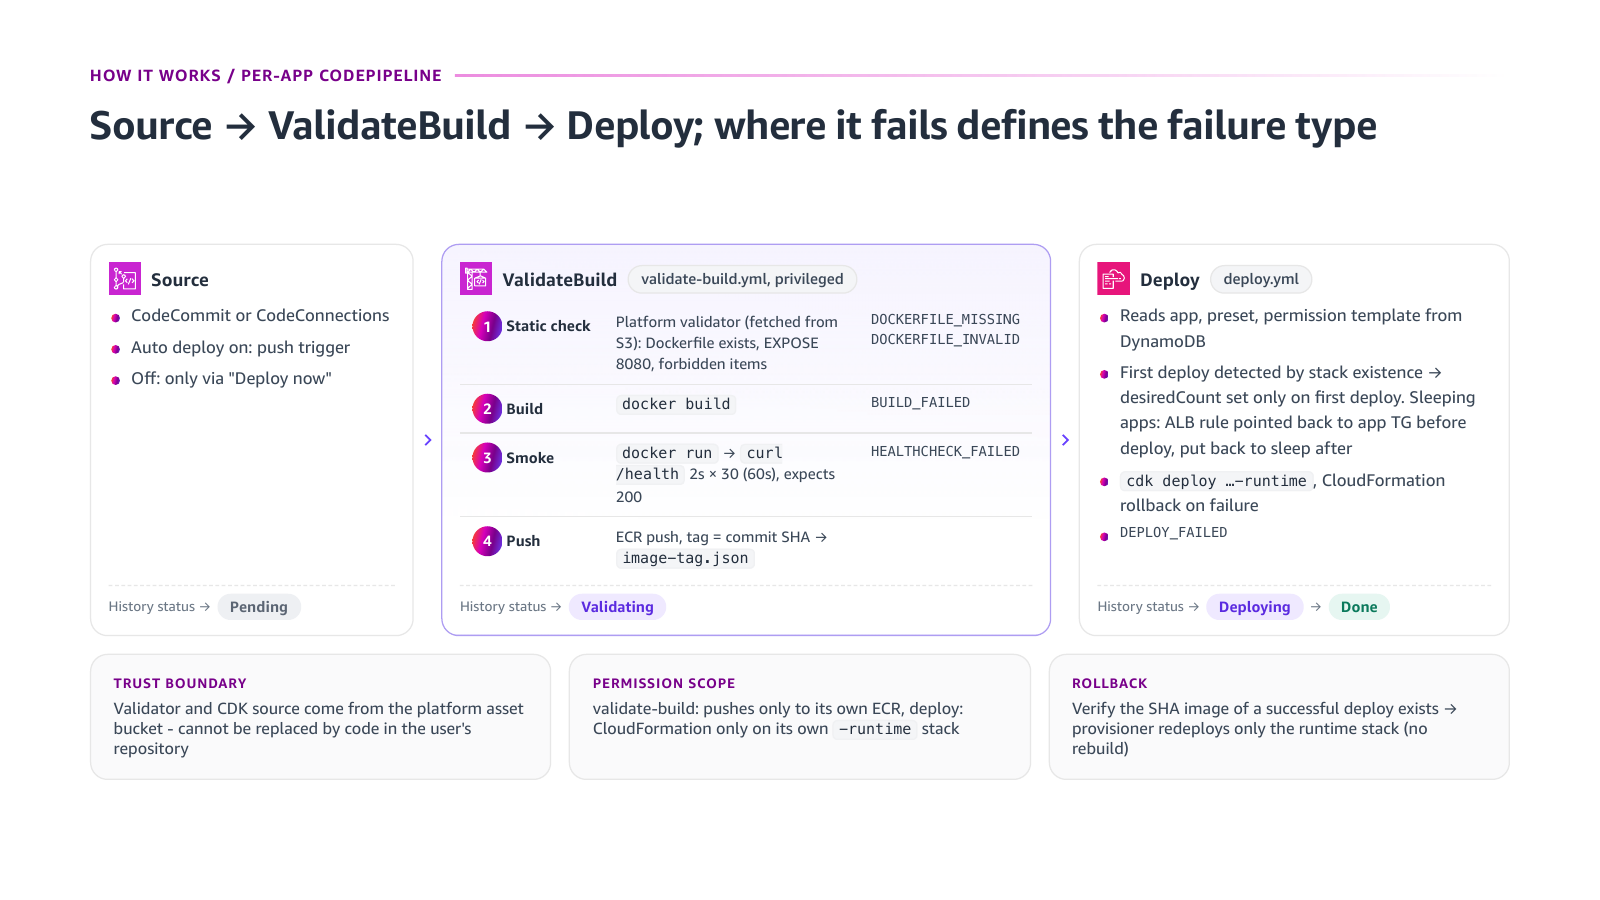 HOW IT WORKS / PER-APP CODEPIPELINE
Source → ValidateBuild → Deploy; where it fails defines the failure type
Source
CodeCommit or CodeConnections
Auto deploy on: push trigger
Off: only via "Deploy now"
History status → Pending
ValidateBuild validate-build.yml, privileged
1 Static check
Platform validator (fetched from
S3): Dockerfile exists, EXPOSE
8080, forbidden items
DOCKERFILE_MISSING
DOCKERFILE_INVALID
2 Build
docker build
BUILD_FAILED
3 Smoke
docker run → curl
/health 2s × 30 (60s), expects
200
HEALTHCHECK_FAILED
4 Push
ECR push, tag = commit SHA →
image-tag.json
History status → Validating
Deploy deploy.yml
Reads app, preset, permission template from
DynamoDB
First deploy detected by stack existence →
desiredCount set only on first deploy. Sleeping
apps: ALB rule pointed back to app TG before
deploy, put back to sleep after
cdk deploy …-runtime, CloudFormation
rollback on failure
DEPLOY_FAILED
History status → Deploying → Done
TRUST BOUNDARY
Validator and CDK source come from the platform asset
bucket - cannot be replaced by code in the user's
repository
PERMISSION SCOPE
validate-build: pushes only to its own ECR, deploy:
CloudFormation only on its own -runtime stack
ROLLBACK
Verify the SHA image of a successful deploy exists →
provisioner redeploys only the runtime stack (no
rebuild)